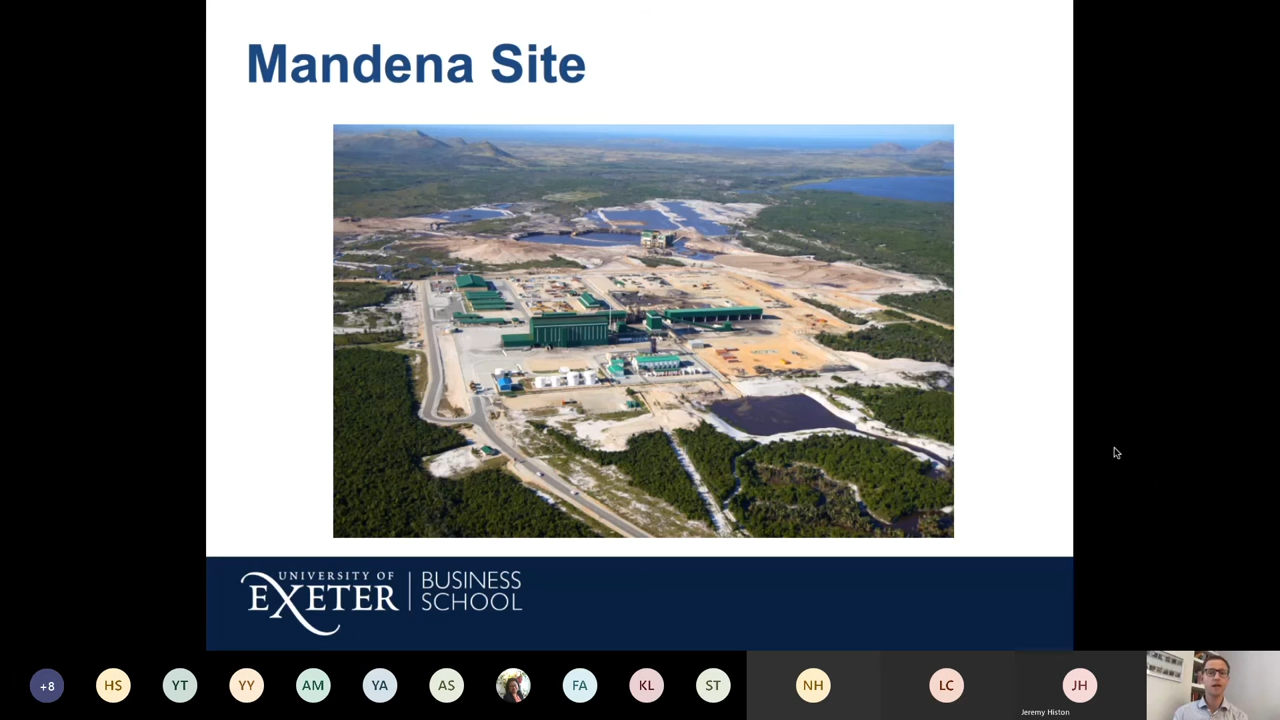 Mandena Site
UNIVERSITY OF
EXETER
BUSINESS
SCHOOL
+8
HS
YT
YY
AM
YA
AS
FA
KL
ST
NH
LC
JH
Jeremy Histon